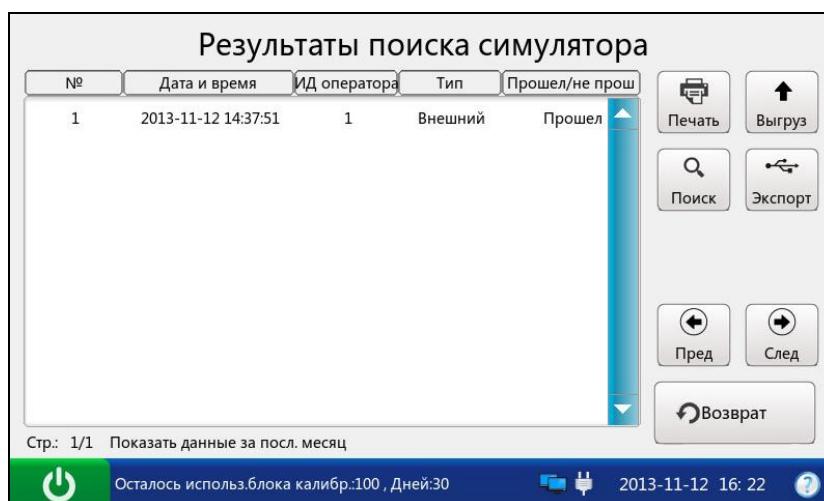 Результаты поиска симулятора
№ Дата и время ИД оператора Тип Прошел/не прош
1 2013-11-12 14:37:51 1 Внешний Прошел
Печать Выгруз
Поиск Экспорт
Пред След
Возврат
Стр.: 1/1 Показать данные за посл. месяц
Осталось использ.блока калибр.:100 , Дней:30 2013-11-12 16: 22 ?